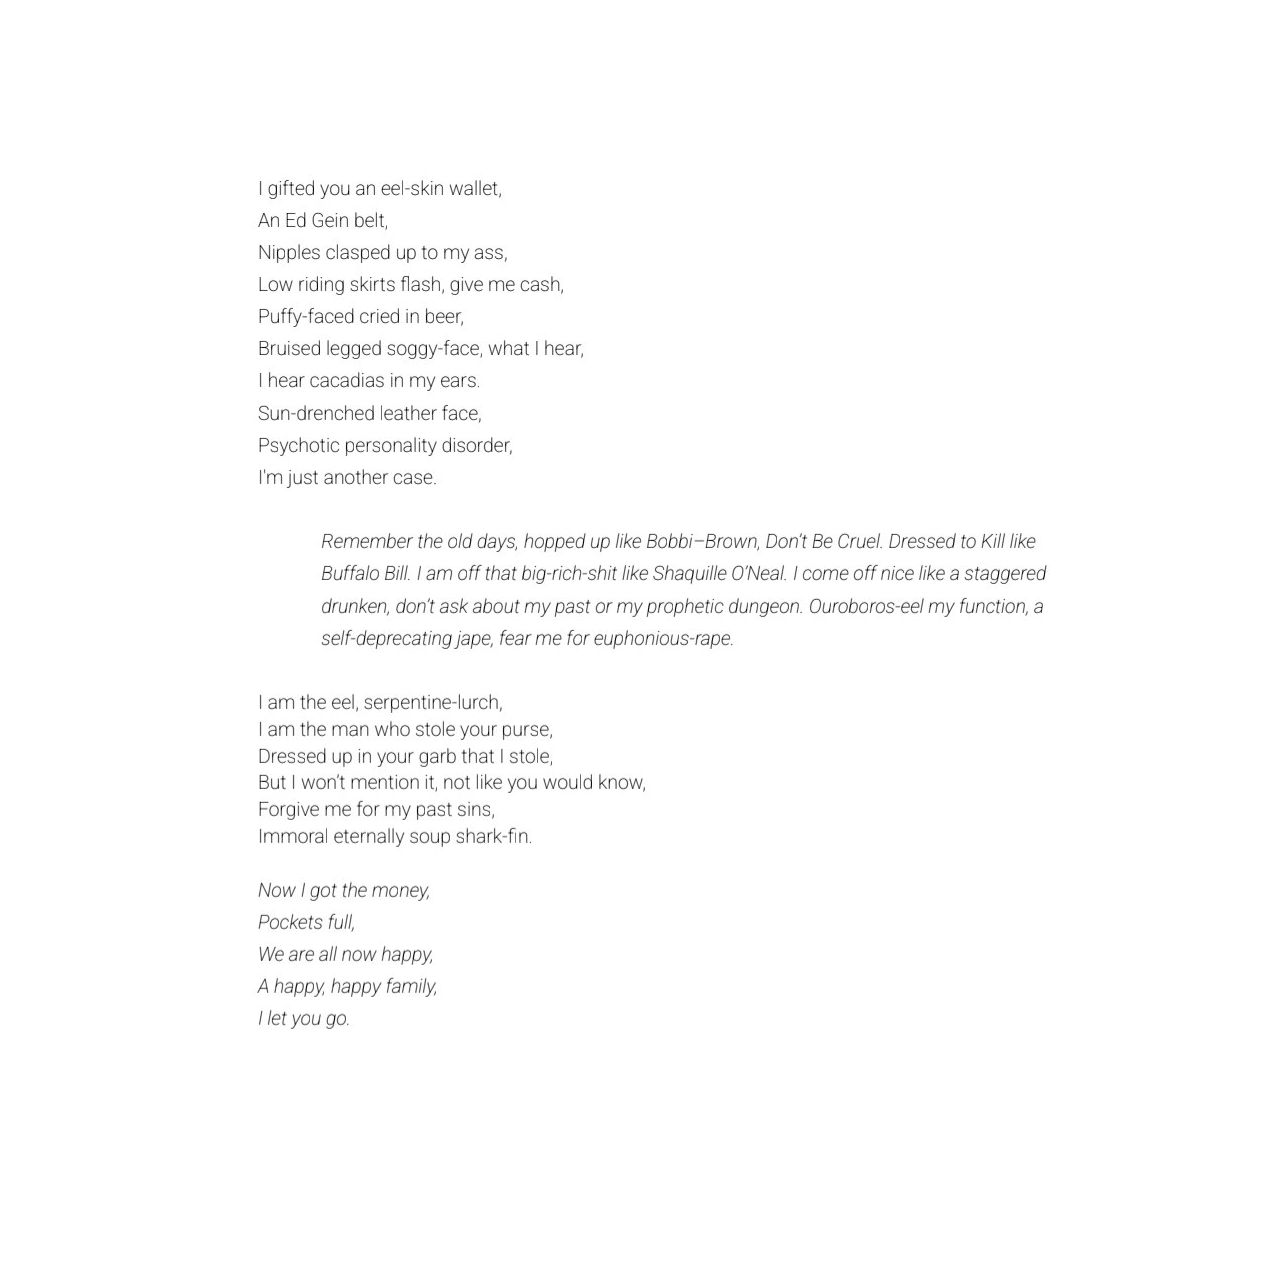 I gifted you an eel-skin wallet,
An Ed Gein belt,
Nipples clasped up to my ass,
Low riding skirts flash, give me cash,
Puffy-faced cried in beer,
Bruised legged soggy-face, what I hear,
I hear cacadias in my ears.
Sun-drenched leather face,
Psychotic personality disorder,
I'm just another case.
Remember the old days, hopped up like Bobbi–Brown, Don’t Be Cruel. Dressed to Kill like
Buffalo Bill. I am off that big-rich-shit like Shaquille O’Neal. I come off nice like a staggered
drunken, don’t ask about my past or my prophetic dungeon. Ouroboros-eel my function, a
self-deprecating jape, fear me for euphonious-rape.
I am the eel, serpentine-lurch,
I am the man who stole your purse,
Dressed up in your garb that I stole,
But I won’t mention it, not like you would know,
Forgive me for my past sins,
Immoral eternally soup shark-fin.
Now I got the money,
Pockets full,
We are all now happy,
A happy, happy family,
I let you go.